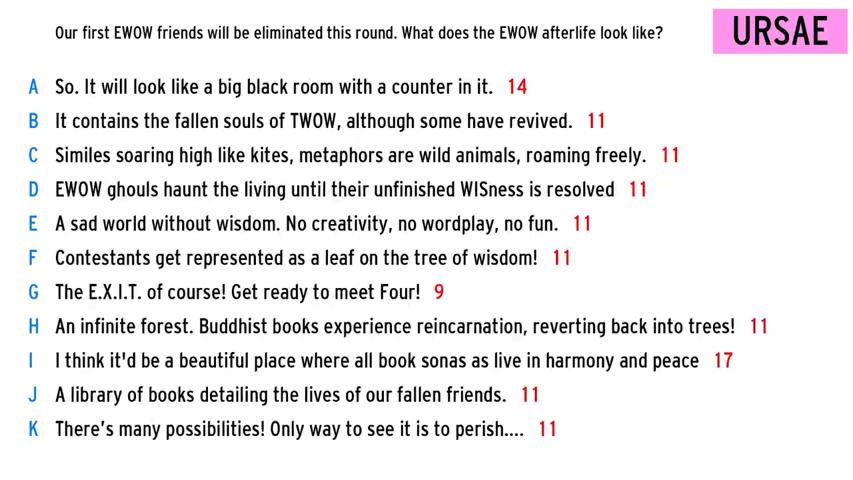 Our first EWOW friends will be eliminated this round. What does the EWOW afterlife look like?
URSAE
A So. It will look like a big black room with a counter in it. 14
B It contains the fallen souls of TWOW, although some have revived. 11
C Similes soaring high like kites, metaphors are wild animals, roaming freely. 11
D EWOW ghouls haunt the living until their unfinished WISness is resolved 11
E A sad world without wisdom. No creativity, no wordplay, no fun. 11
F Contestants get represented as a leaf on the tree of wisdom! 11
G The E.X.I.T. of course! Get ready to meet Four! 9
H An infinite forest. Buddhist books experience reincarnation, reverting back into trees! 11
I I think it'd be a beautiful place where all book sonas as live in harmony and peace 17
J A library of books detailing the lives of our fallen friends. 11
K There's many possibilities! Only way to see it is to perish.... 11